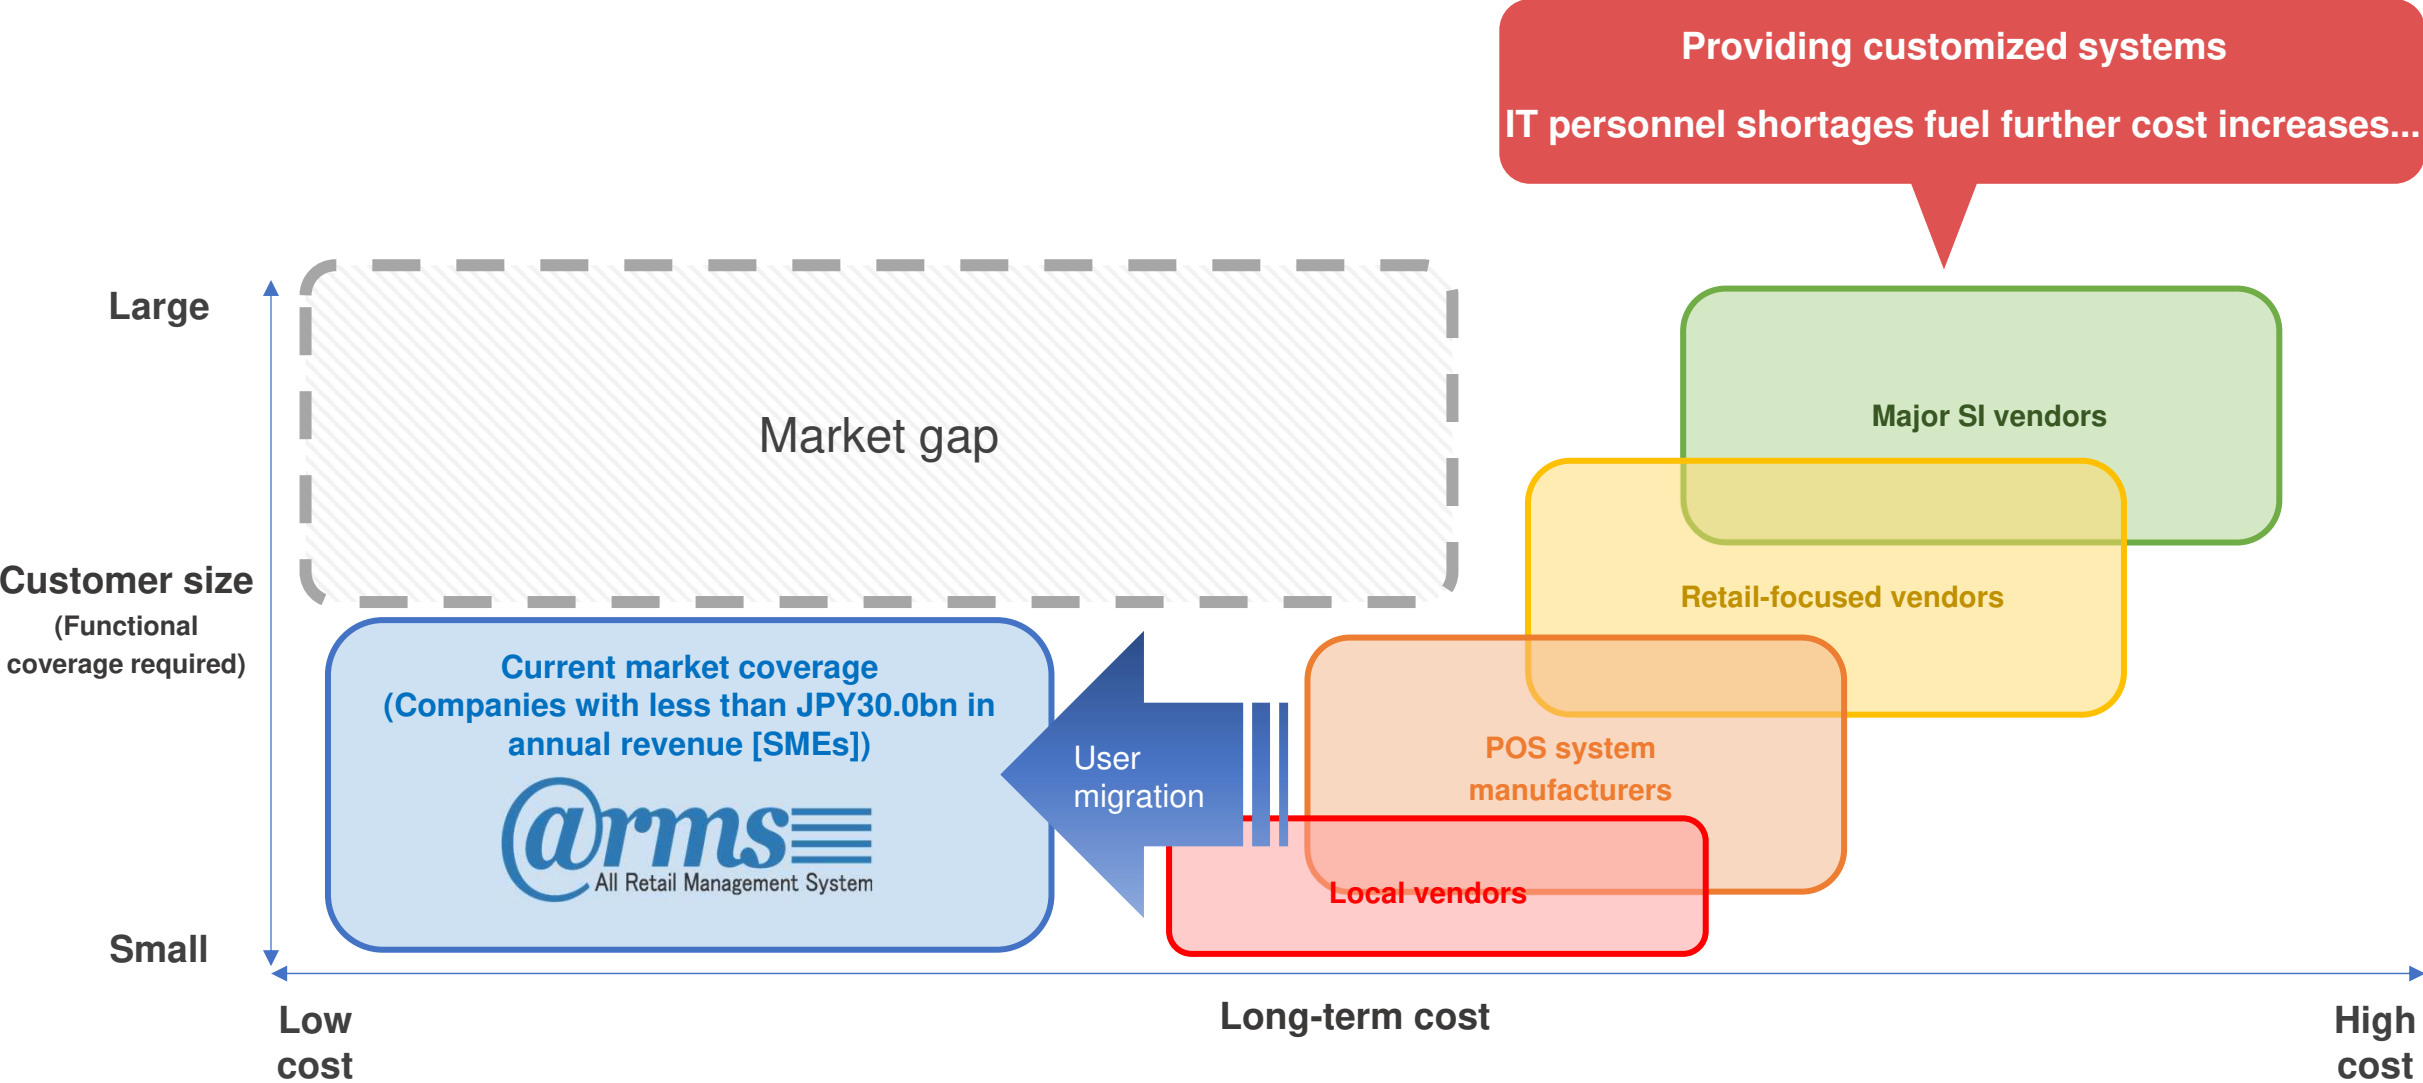 Providing customized systems
IT personnel shortages fuel further cost increases...
Large
Market gap
Major SI vendors
Customer size
(Functional
coverage required)
Retail-focused vendors
Current market coverage
(Companies with less than JPY30.0bn in
annual revenue [SMEs])
@rms
All Retail Management System
User
migration
POS system
manufacturers
Local vendors
Small
Low
cost
Long-term cost
High
cost